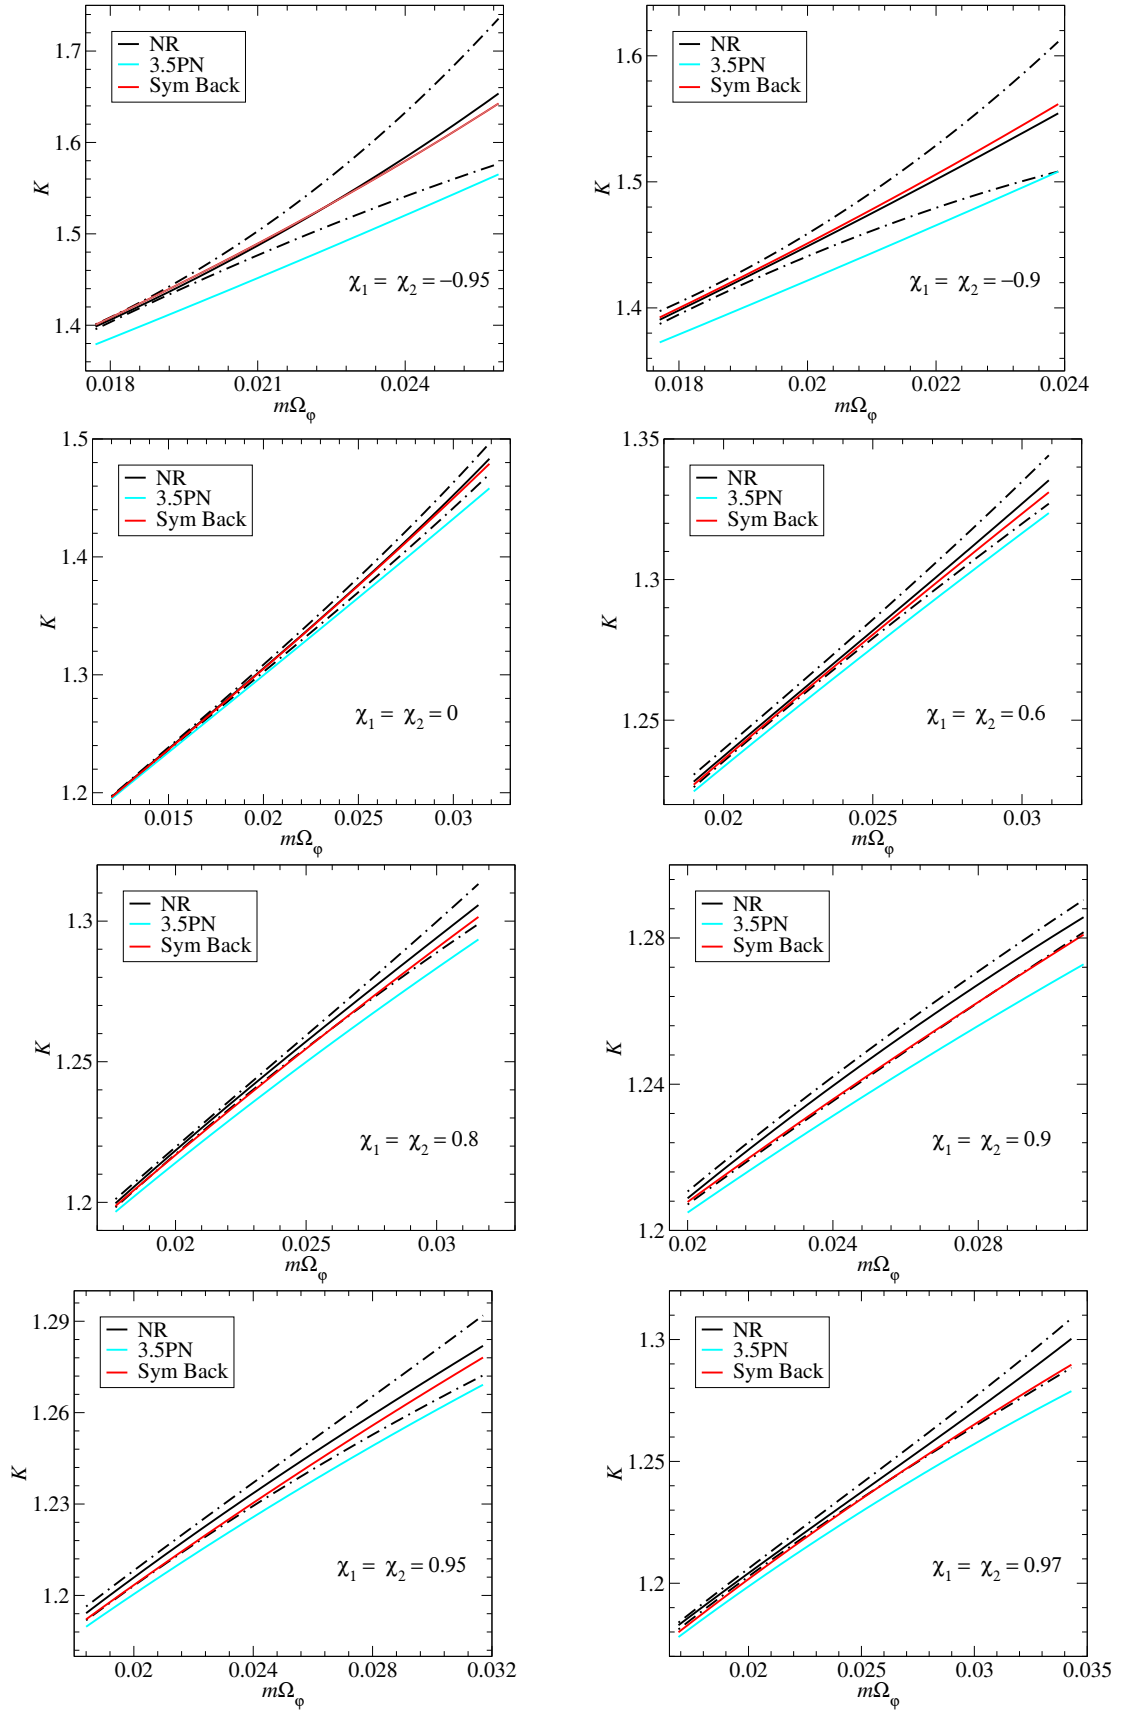 1.7
1.6
1.5
1.4
K
NR
3.5PN
Sym Back
χ1 = χ2 = −0.95
0.018 0.021 0.024
mΩφ
1.6
1.5
1.4
K
NR
3.5PN
Sym Back
χ1 = χ2 = −0.9
0.018 0.02 0.022 0.024
mΩφ
1.5
1.4
1.3
1.2
K
NR
3.5PN
Sym Back
χ1 = χ2 = 0
0.015 0.02 0.025 0.03
mΩφ
1.35
1.3
1.25
K
NR
3.5PN
Sym Back
χ1 = χ2 = 0.6
0.02 0.025 0.03
mΩφ
1.3
1.25
1.2
K
NR
3.5PN
Sym Back
χ1 = χ2 = 0.8
0.02 0.025 0.03
mΩφ
1.28
1.24
1.2
K
NR
3.5PN
Sym Back
χ1 = χ2 = 0.9
0.02 0.024 0.028
mΩφ
1.29
1.26
1.23
1.2
K
NR
3.5PN
Sym Back
χ1 = χ2 = 0.95
0.02 0.024 0.028 0.032
mΩφ
1.3
1.25
1.2
K
NR
3.5PN
Sym Back
χ1 = χ2 = 0.97
0.02 0.025 0.03 0.035
mΩφ